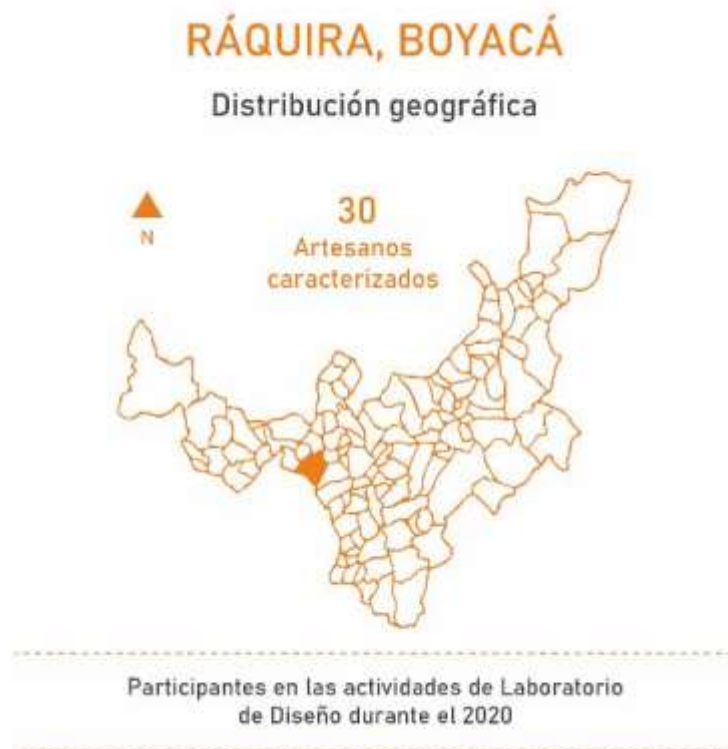 RÁQUIRA, BOYACÁ
Distribución geográfica
N
30
Artesanos
caracterizados
Participantes en las actividades de Laboratorio
de Diseño durante el 2020